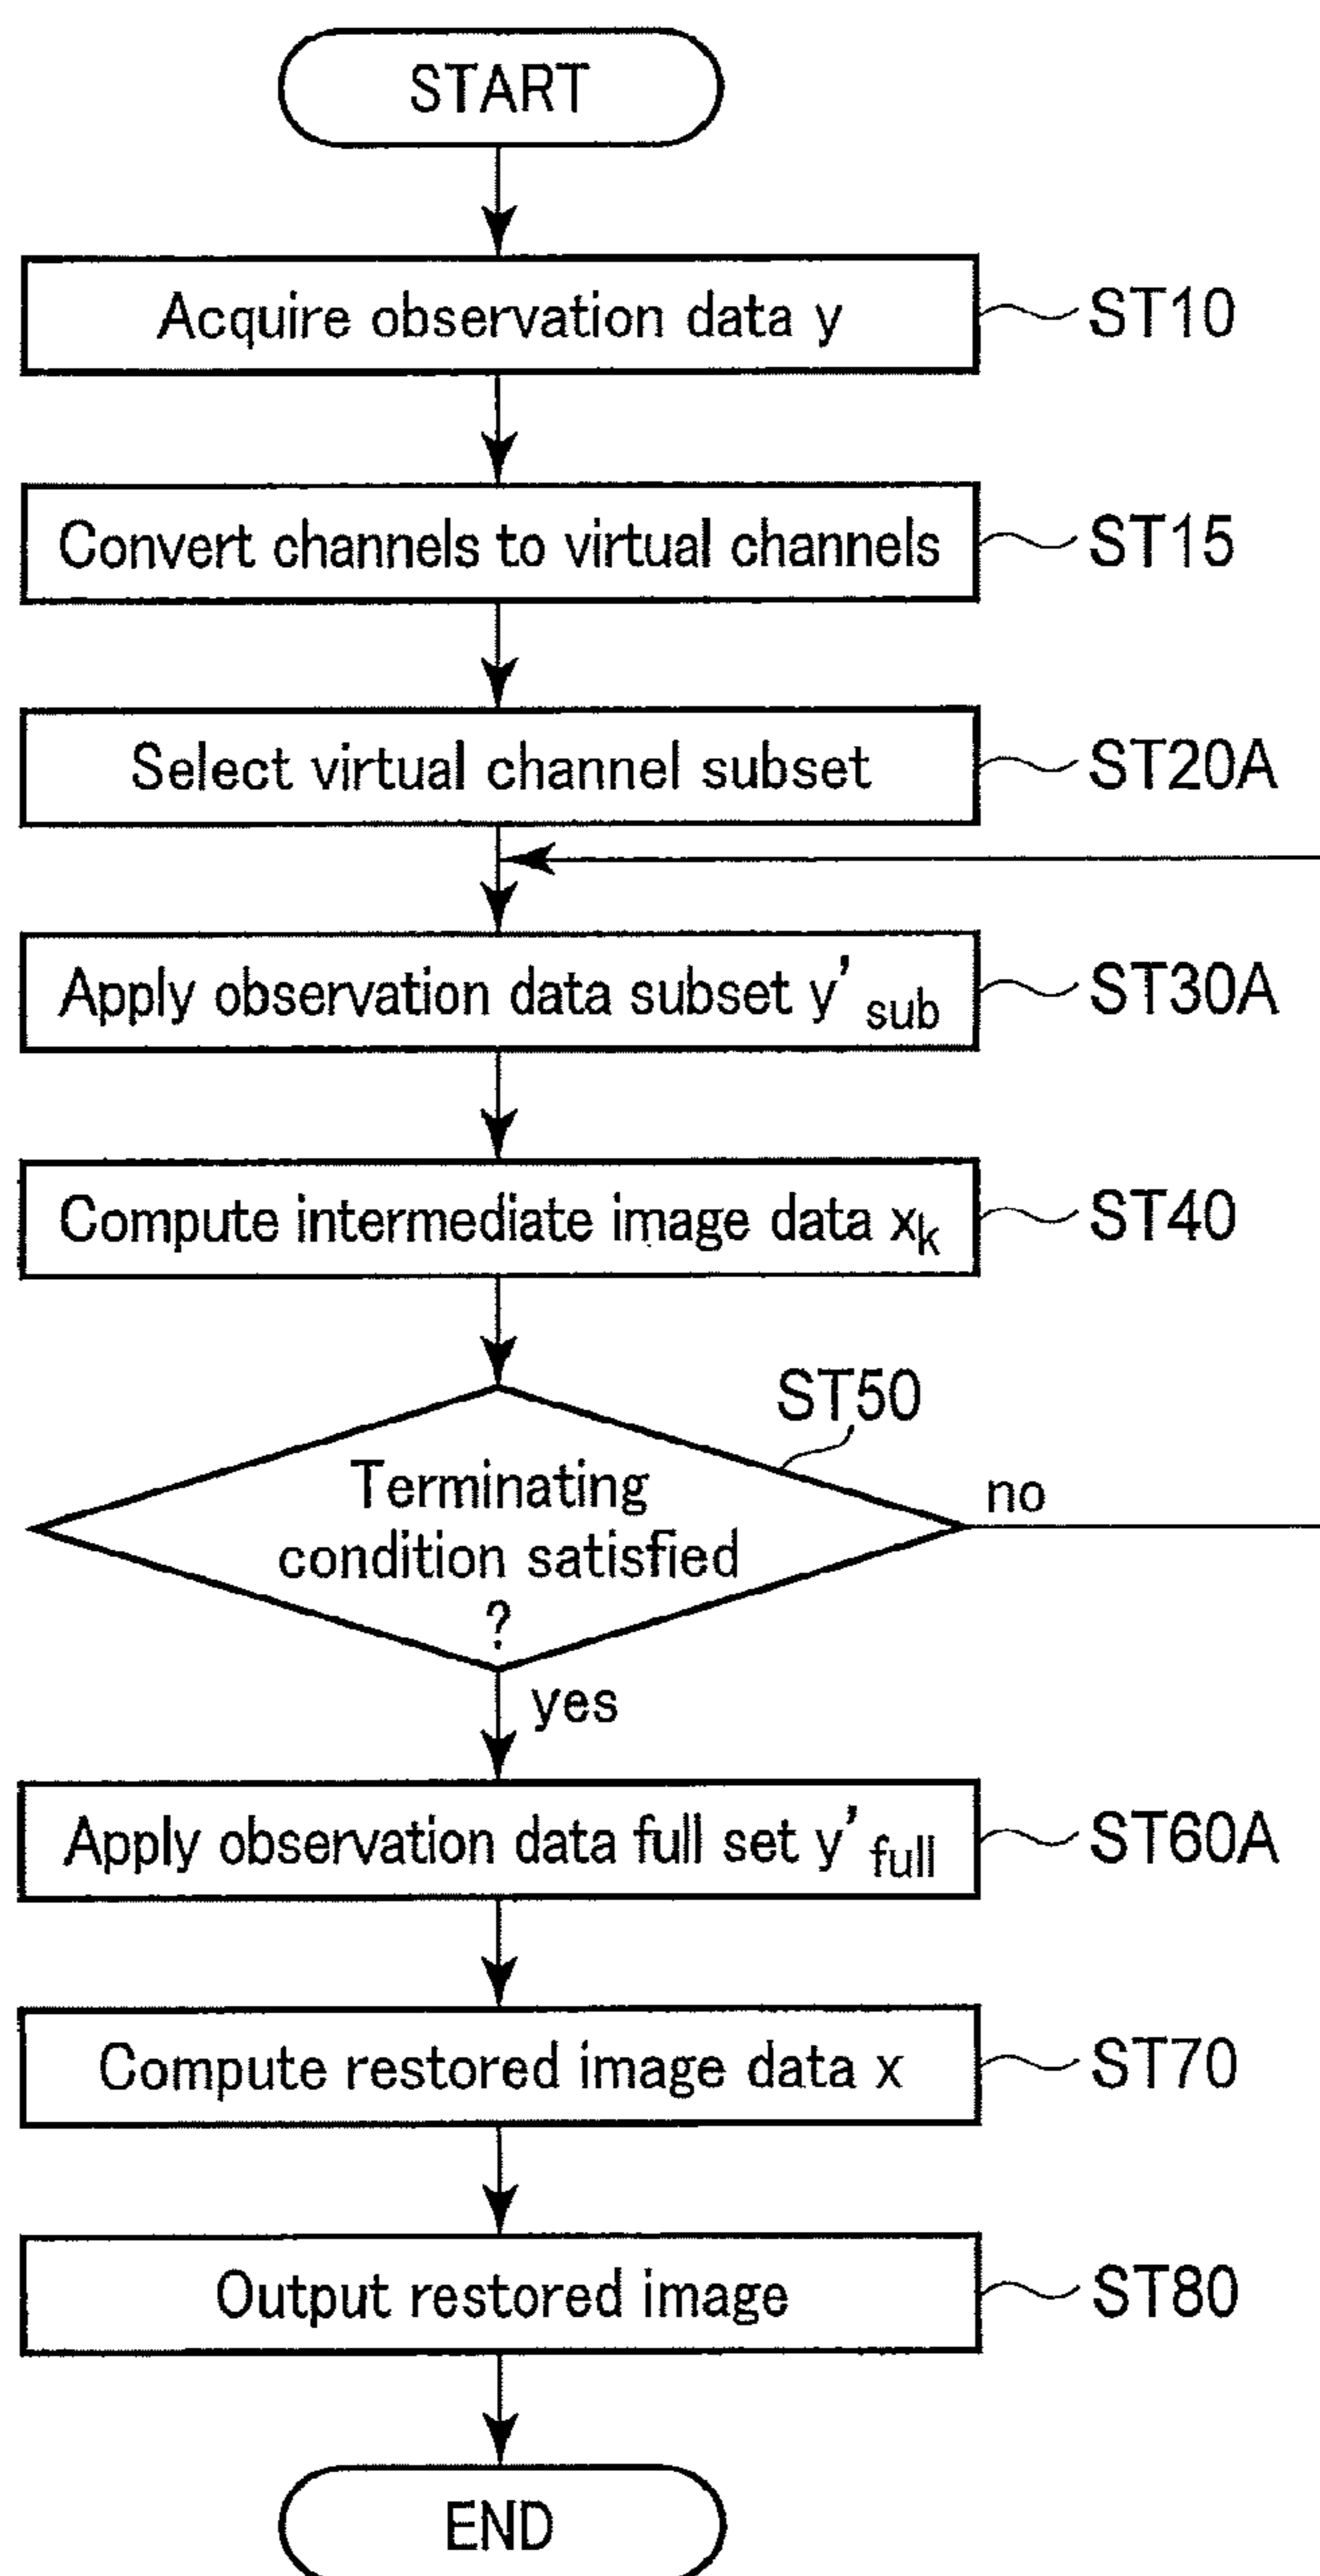 START
Acquire observation data y
ST10
Convert channels to virtual channels
ST15
Select virtual channel subset
ST20A
Apply observation data subset y'sub
ST30A
Compute intermediate image data xk
ST40
ST50
Terminating
condition satisfied
?
no
yes
Apply observation data full set y'full
ST60A
Compute restored image data x
ST70
Output restored image
ST80
END